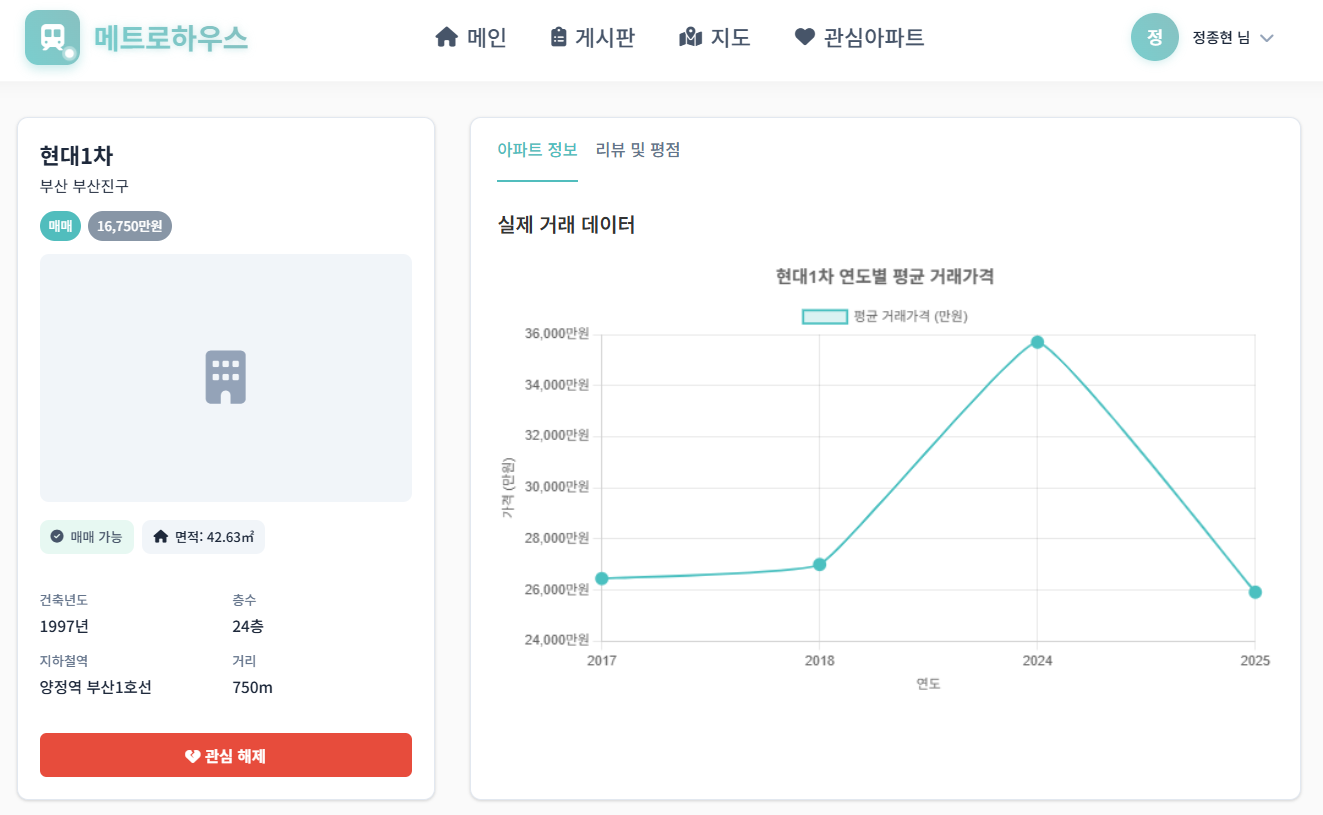 메트로하우스
메인
게시판
지도
관심아파트
정
정종현 님
현대1차
부산 부산진구
매매
16,750만원
매매 가능
면적: 42.63㎡
건축년도
층수
1997년
24층
지하철역
거리
양정역 부산1호선
750m
관심 해제
아파트 정보
리뷰 및 평점
실제 거래 데이터
현대1차 연도별 평균 거래가격
평균 거래가격 (만원)
36,000만원
34,000만원
32,000만원
30,000만원
28,000만원
26,000만원
24,000만원
가격 (만원)
2017
2018
2024
2025
연도